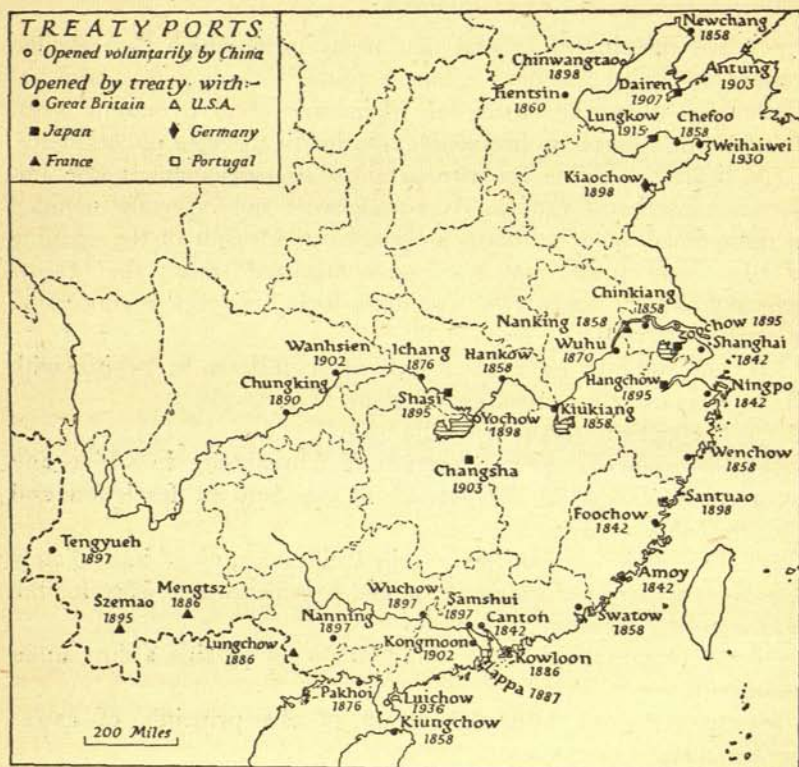 TREATY PORTS
Opened voluntarily by China
Opened by treaty with:-
Great Britain
U.S.A.
Japan
Germany
France
Portugal
Newchang
1858
Chinwangtao
1898
Antung
1903
Dairen
1907
Tientsin
1860
Lungkow
1915
Chefoo
1858
Weihaiwei
1930
Kiaochow
1898
Chinkiang
1858
Nanking 1858
Soochow 1895
Wuhu
1870
Shanghai
1842
Wanhsien
1902
Ichang
1876
Hankow
1858
Chungking
1890
Shasi
1895
Hangchow
1895
Ningpo
1842
Yochow
1898
Kiukiang
1858
Changsha
1903
Wenchow
1858
Santuao
1898
Foochow
1842
Tengyueh
1897
Amoy
1842
Szemao
1895
Mengtsz
1886
Wuchow
1897
Samshui
1897
Canton
1842
Swatow
1858
Nanning
1897
Lungchow
1886
Kongmoon
1902
Kowloon
1886
Lappa 1887
Pakhoi
1876
Luichow
1936
Kiungchow
1858
200 Miles